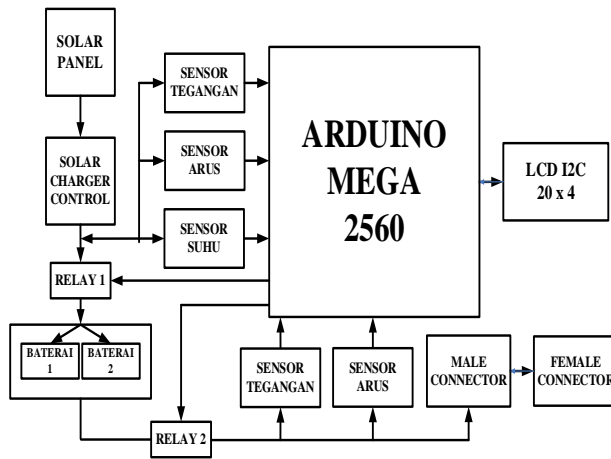 SOLAR
PANEL
SENSOR
TEGANGAN
ARDUINO
MEGA
2560
SOLAR
CHARGER
CONTROL
SENSOR
ARUS
LCD I2C
20 x 4
SENSOR
SUHU
RELAY 1
BATERAI
1
BATERAI
2
SENSOR
TEGANGAN
SENSOR
ARUS
MALE
CONNECTOR
FEMALE
CONNECTOR
RELAY 2